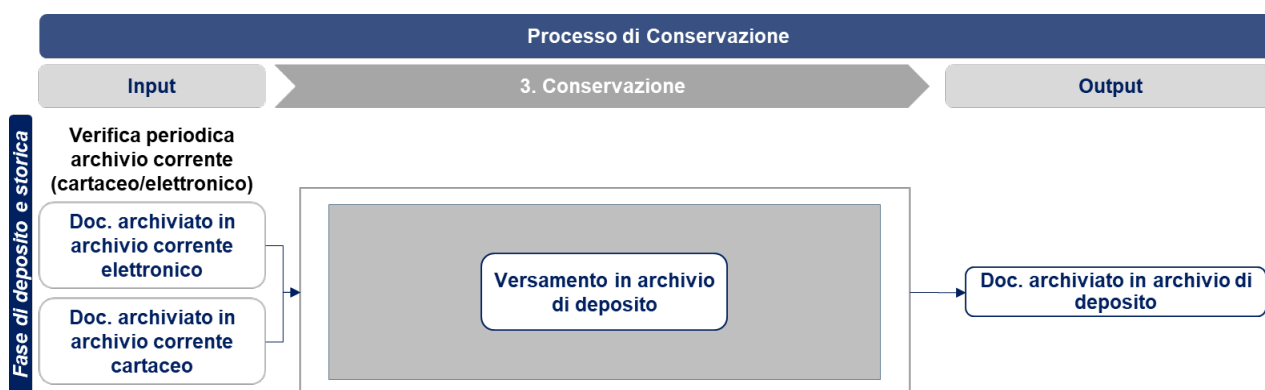 Processo di Conservazione
Input
3. Conservazione
Output
Fase di deposito e storica
Verifica periodica
archivio corrente
(cartaceo/elettronico)
Doc. archiviato in
archivio corrente
elettronico
Doc. archiviato in
archivio corrente
cartaceo
Versamento in archivio
di deposito
Doc. archiviato in archivio di
deposito